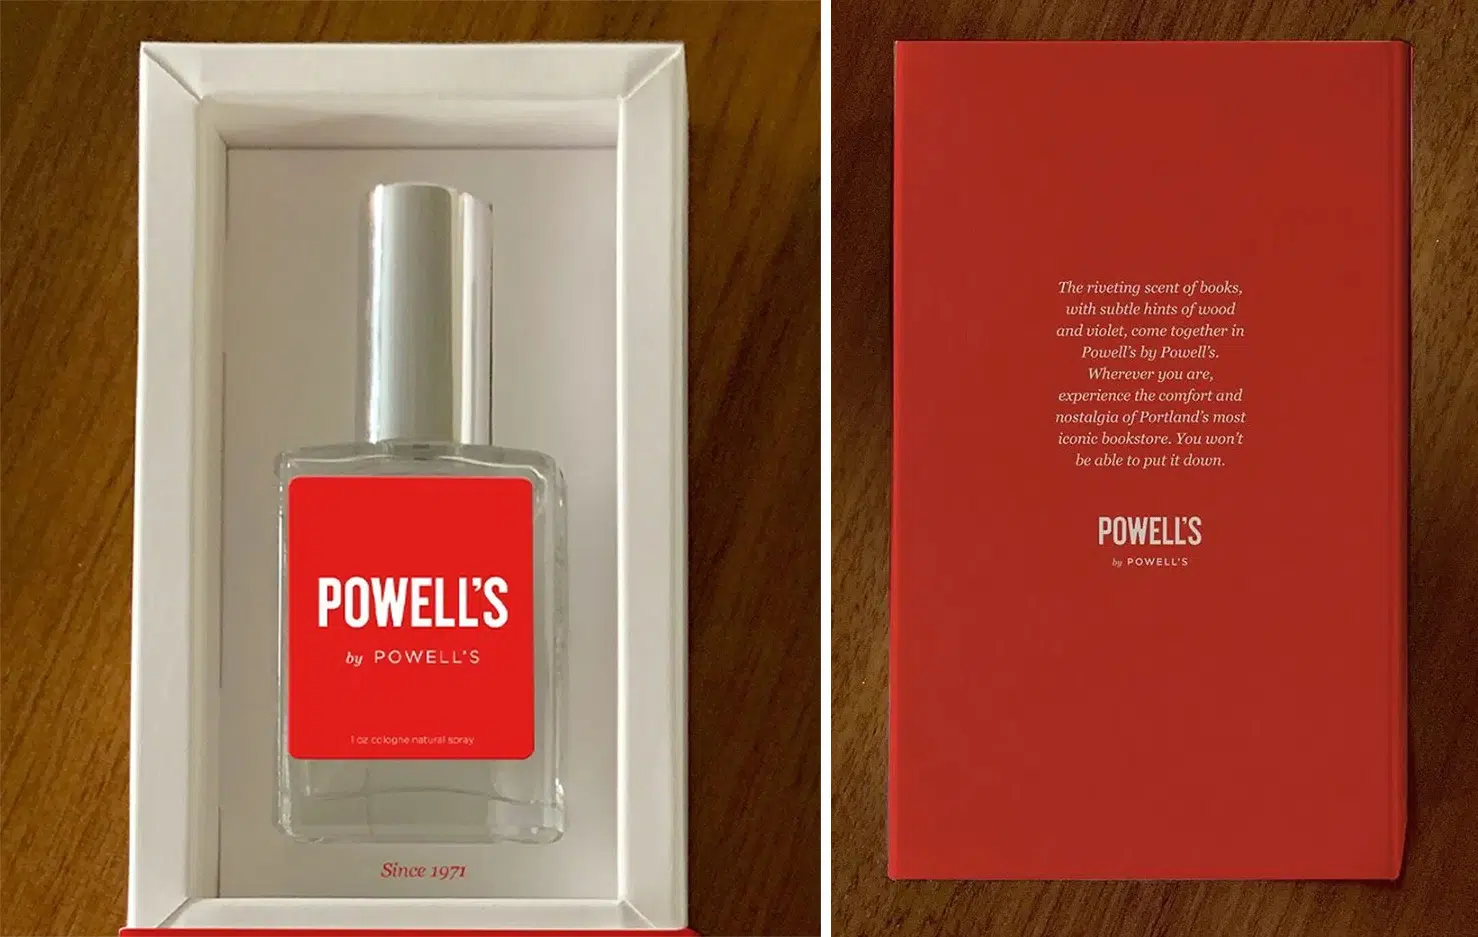 POWELL'S
by POWELL'S
1 oz cologne natural spray
Since 1971
The riveting scent of books,
with subtle hints of wood
and violet, come together in
Powell's by Powell's.
Wherever you are,
experience the comfort and
nostalgia of Portland's most
iconic bookstore. You won't
be able to put it down.
POWELL'S
by POWELL'S